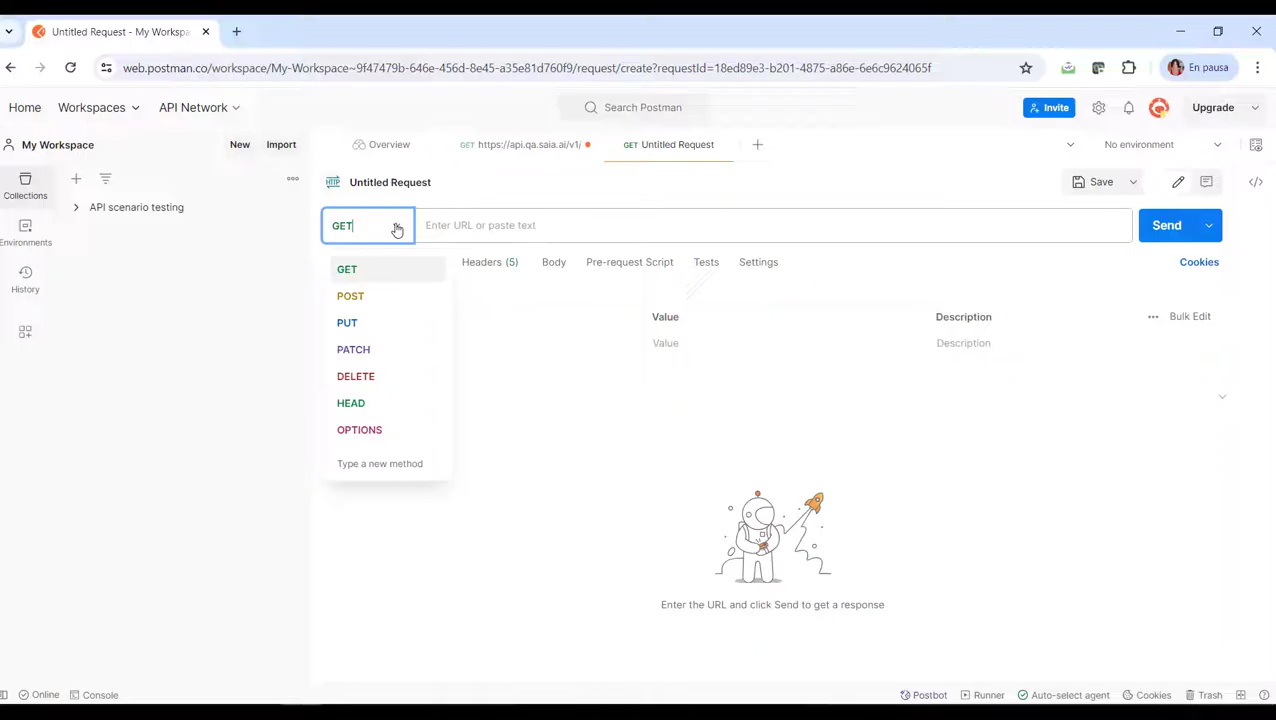 Untitled Request - My Workspa
web.postman.co/workspace/My-Workspace~9f47479b-646e-456d-8e45-a35e81d760f9/request/create?requestId=18ed89e3-b201-4875-a86e-6e6c9624065f
En pausa
Home Workspaces API Network
Search Postman
Invite
Upgrade
My Workspace
New Import
Overview
GET https://api.qa.saia.ai/v1/
GET Untitled Request
No environment
Collections
Environments
History
API scenario testing
HTTP Untitled Request
Save
GET
Enter URL or paste text
Send
Headers (5) Body Pre-request Script Tests Settings
Cookies
GET
POST
PUT
PATCH
DELETE
HEAD
OPTIONS
Type a new method
Value Description
Bulk Edit
Value Description
Enter the URL and click Send to get a response
Online Console
Postbot Runner Auto-select agent Cookies Trash